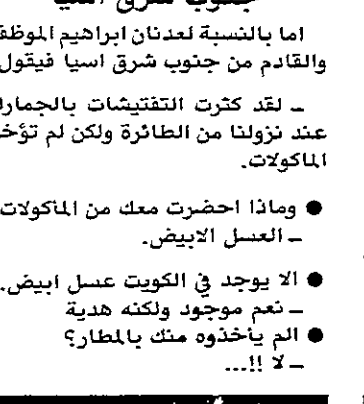 جنوب شرق اسيا
اما بالنسبة لعدنان ابراهيم الموظف
والقادم من جنوب شرق اسيا فيقول
ـ لقد كثرت التفتيشات بالجمارك
عند نزولنا من الطائرة ولكن لم تؤخذ
الماكولات.
● وماذا احضرت معك من المأكولات
ـ العسل الابيض.
● الا يوجد في الكويت عسل ابيض.
ـ نعم موجود ولكنه هدية
● الم يأخذوه منك بالمطار؟
ـ لا !!...